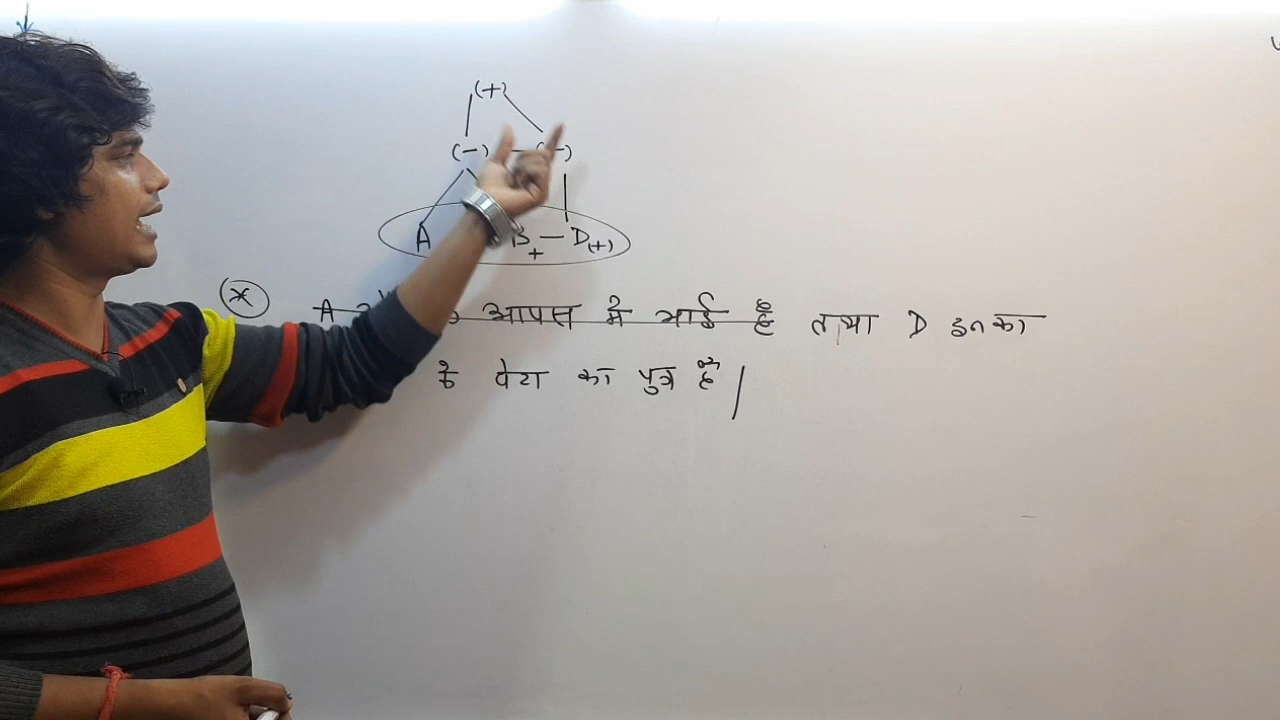 (+)
(-) — (-)
A B+ — D(+)
* A आपस मे भाई है तथा D इनका
के बेटा का पुत्र है |